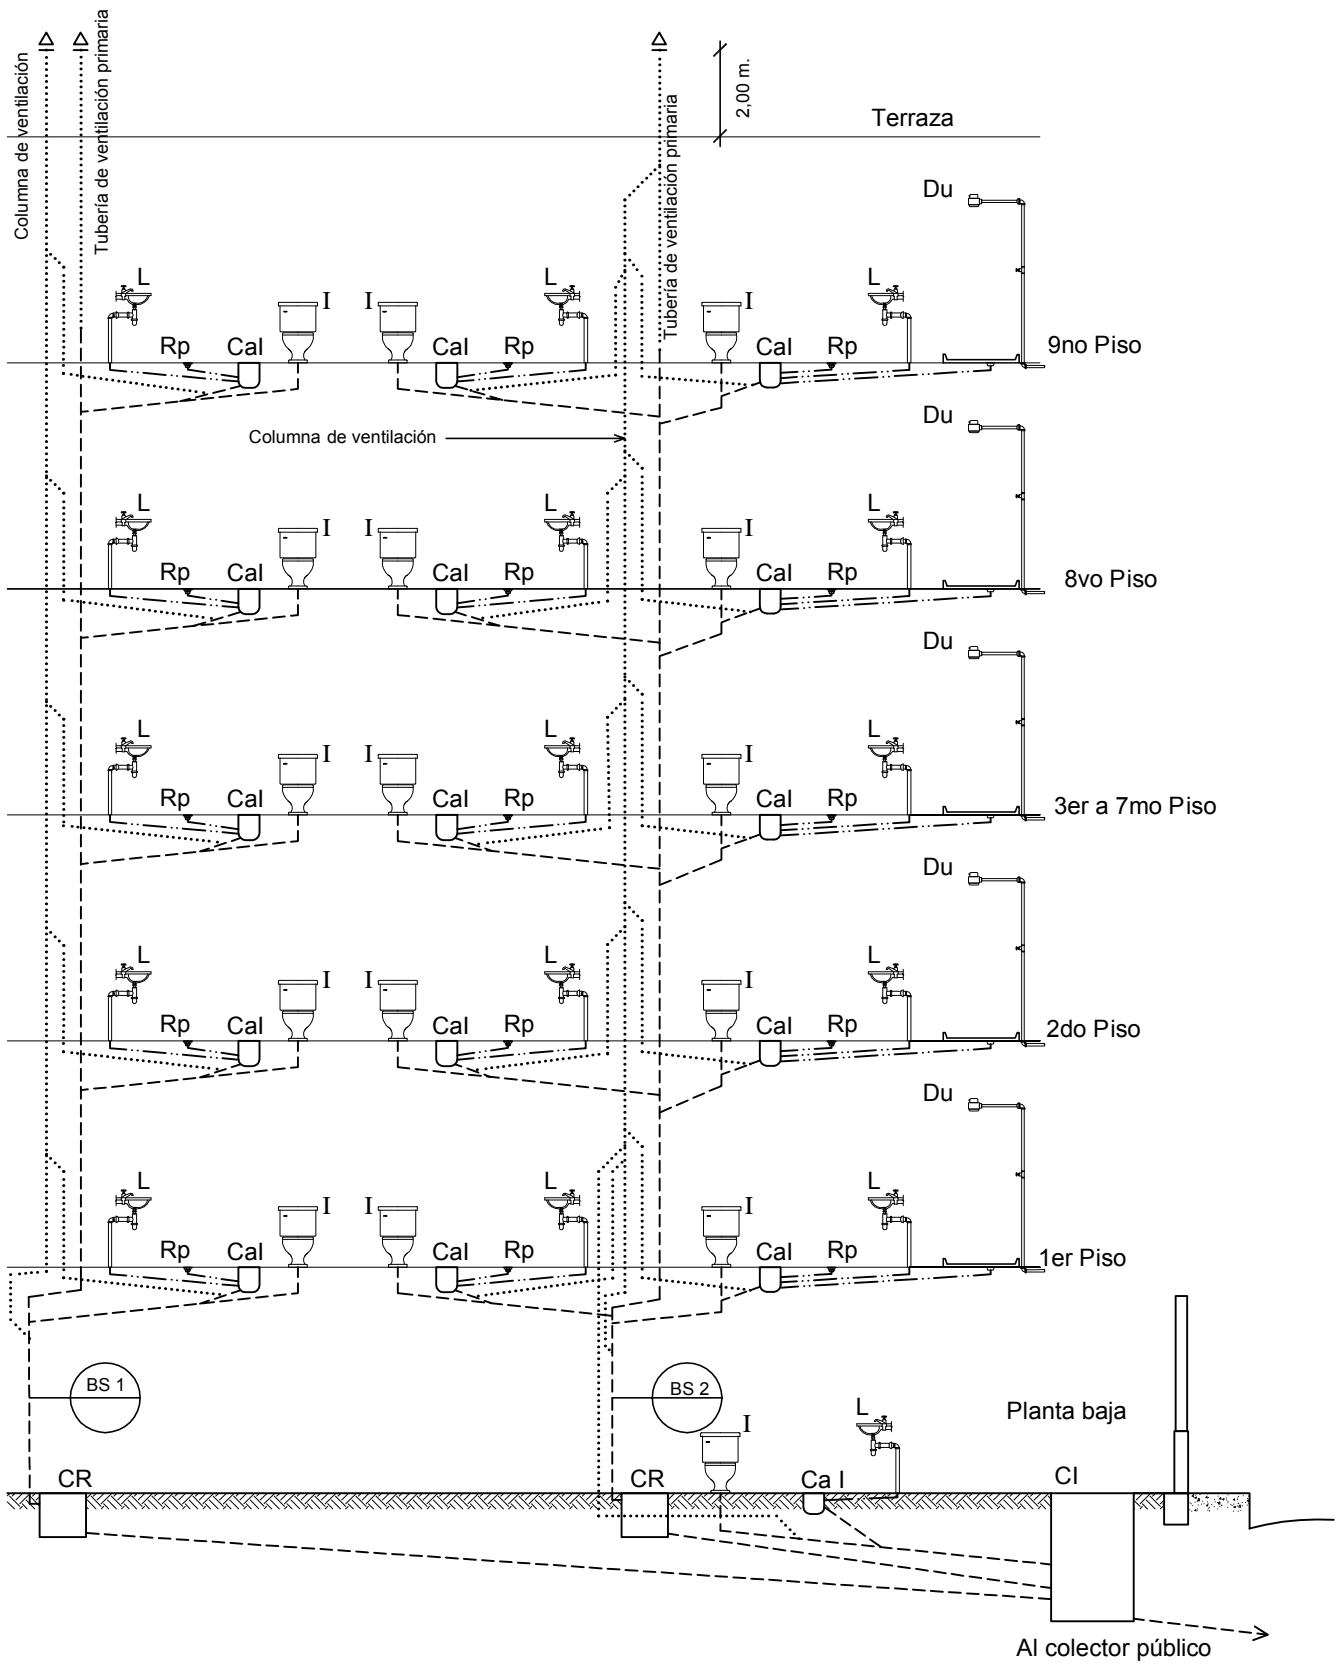 Columna de ventilación
Tubería de ventilación primaria
Tubería de ventilación primaria
2,00 m.
Terraza
Du
L
I
I
L
I
L
Rp
Cal
Cal
Rp
Cal
Rp
9no Piso
Columna de ventilación
Du
L
I
I
L
I
L
Rp
Cal
Cal
Rp
Cal
Rp
8vo Piso
Du
L
I
I
L
I
L
Rp
Cal
Cal
Rp
Cal
Rp
3er a 7mo Piso
Du
L
I
I
L
I
L
Rp
Cal
Cal
Rp
Cal
Rp
2do Piso
Du
L
I
I
L
I
L
Rp
Cal
Cal
Rp
Cal
Rp
1er Piso
BS 1
BS 2
I
L
Planta baja
CR
CR
Ca I
CI
Al colector público